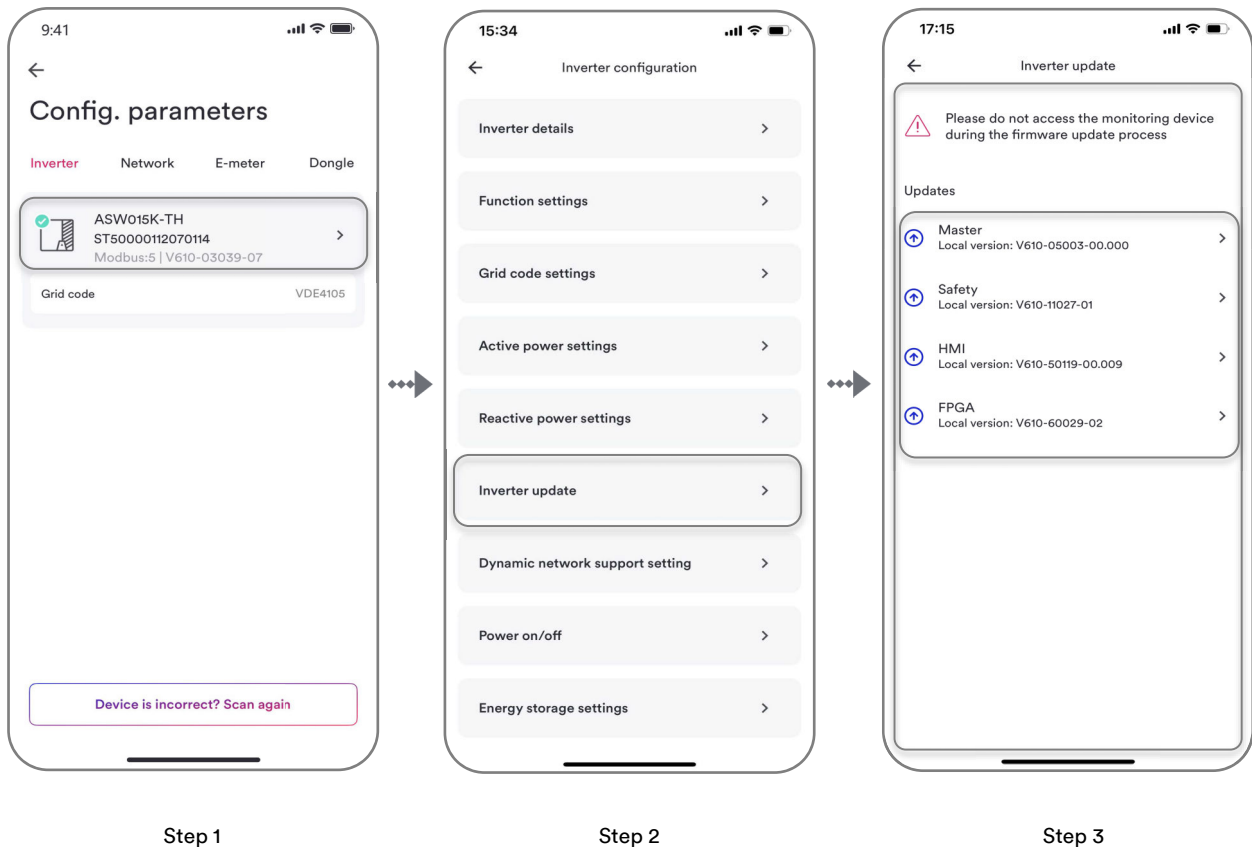 9:41
Config. parameters
Inverter Network E-meter Dongle
ASW015K-TH
ST50000112070114
Modbus:5 | V610-03039-07
Grid code VDE4105
Device is incorrect? Scan again
Step 1
15:34
Inverter configuration
Inverter details
Function settings
Grid code settings
Active power settings
Reactive power settings
Inverter update
Dynamic network support setting
Power on/off
Energy storage settings
Step 2
17:15
Inverter update
Please do not access the monitoring device
during the firmware update process
Updates
Master
Local version: V610-05003-00.000
Safety
Local version: V610-11027-01
HMI
Local version: V610-50119-00.009
FPGA
Local version: V610-60029-02
Step 3